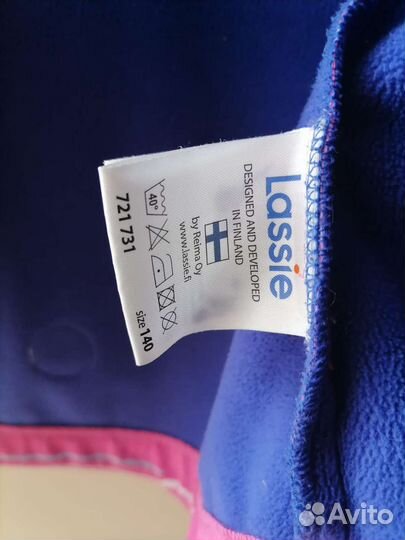 Lassie
DESIGNED AND DEVELOPED
IN FINLAND
by Reima Oy
www.lassie.fi
40°
721 731
size 140
Avito